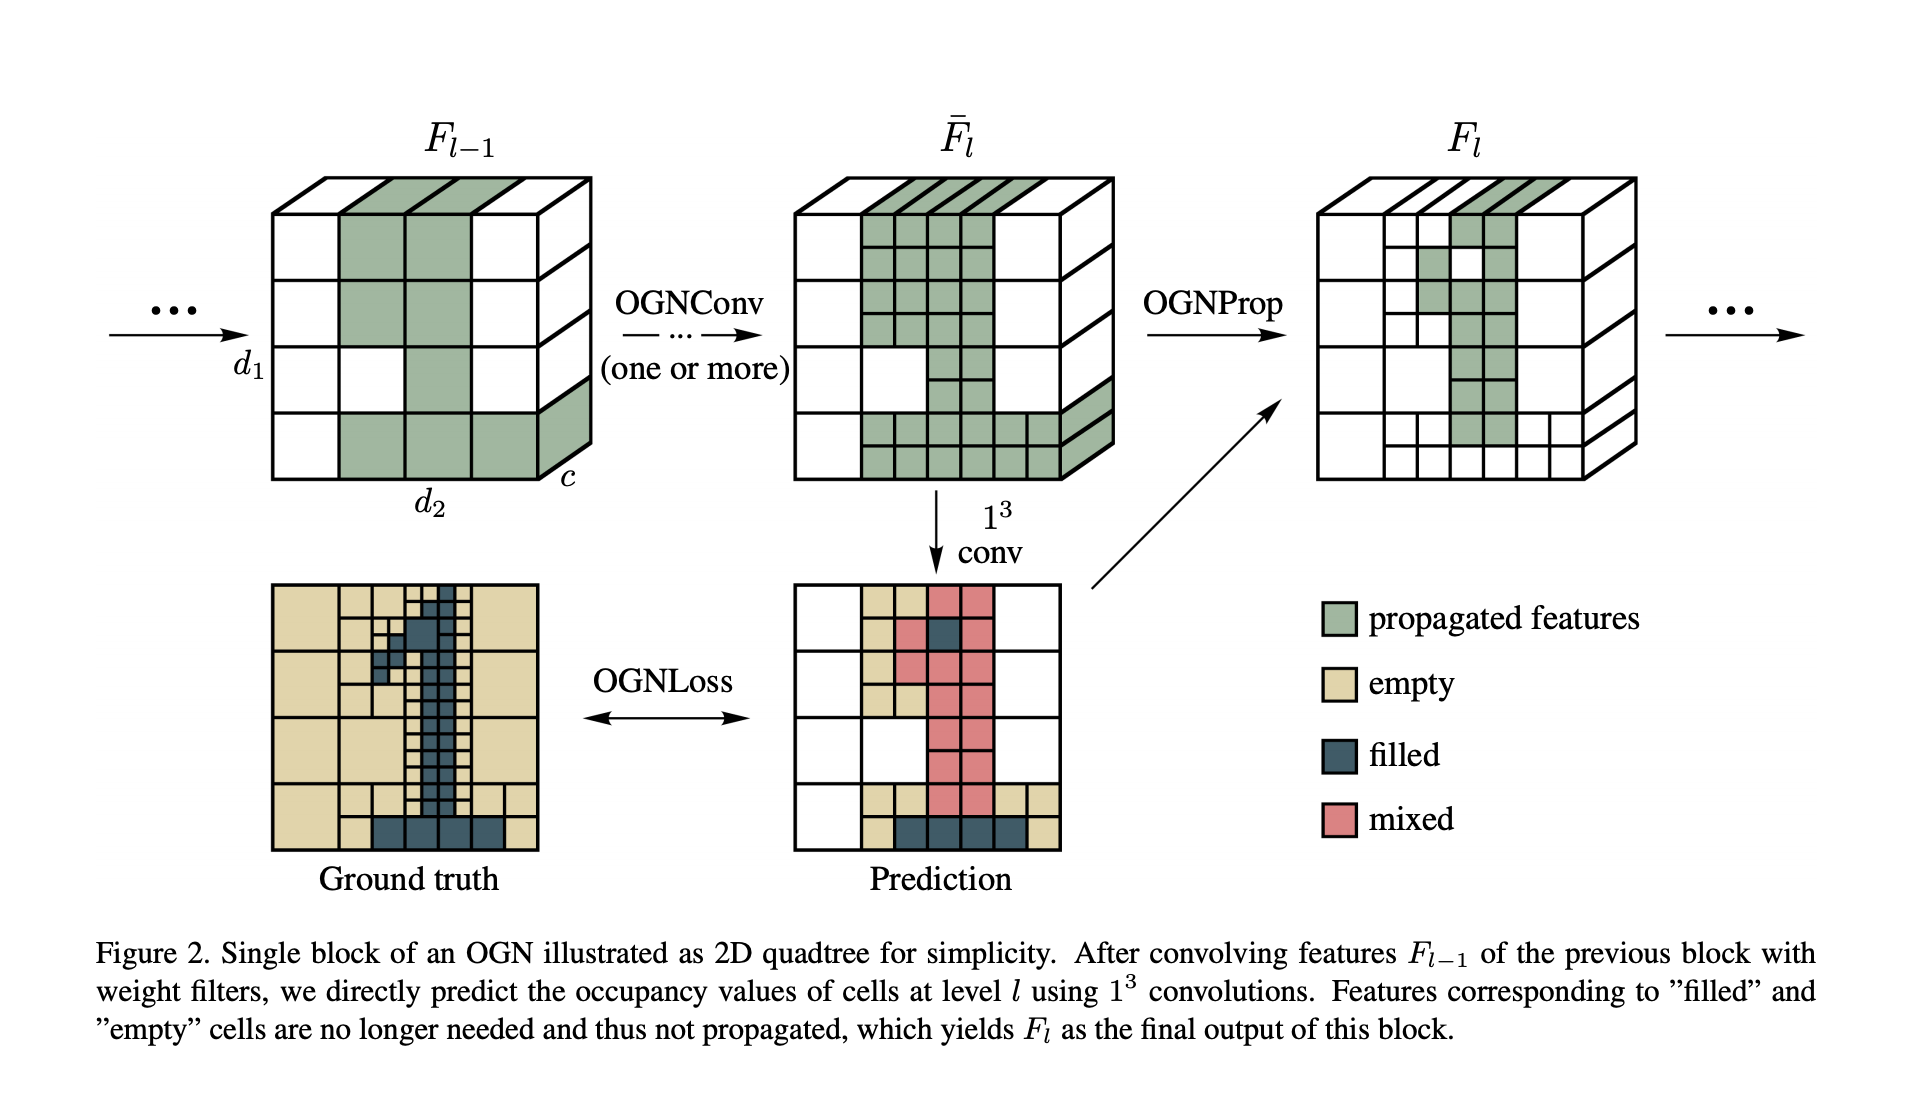 F_{l−1}
F̄_l
F_l
...
OGNConv
...
(one or more)
OGNProp
...
d_1
c
d_2
1^3
conv
OGNLoss
propagated features
empty
filled
mixed
Ground truth
Prediction
Figure 2. Single block of an OGN illustrated as 2D quadtree for simplicity. After convolving features F_{l−1} of the previous block with
weight filters, we directly predict the occupancy values of cells at level l using 1^3 convolutions. Features corresponding to ”filled” and
”empty” cells are no longer needed and thus not propagated, which yields F_l as the final output of this block.